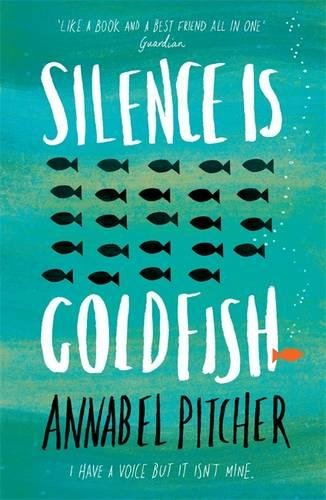 'LIKE A BOOK AND A BEST FRIEND ALL IN ONE'
Guardian
SILENCE IS
GOLDFISH
ANNABEL PITCHER
I HAVE A VOICE BUT IT ISN'T MINE.